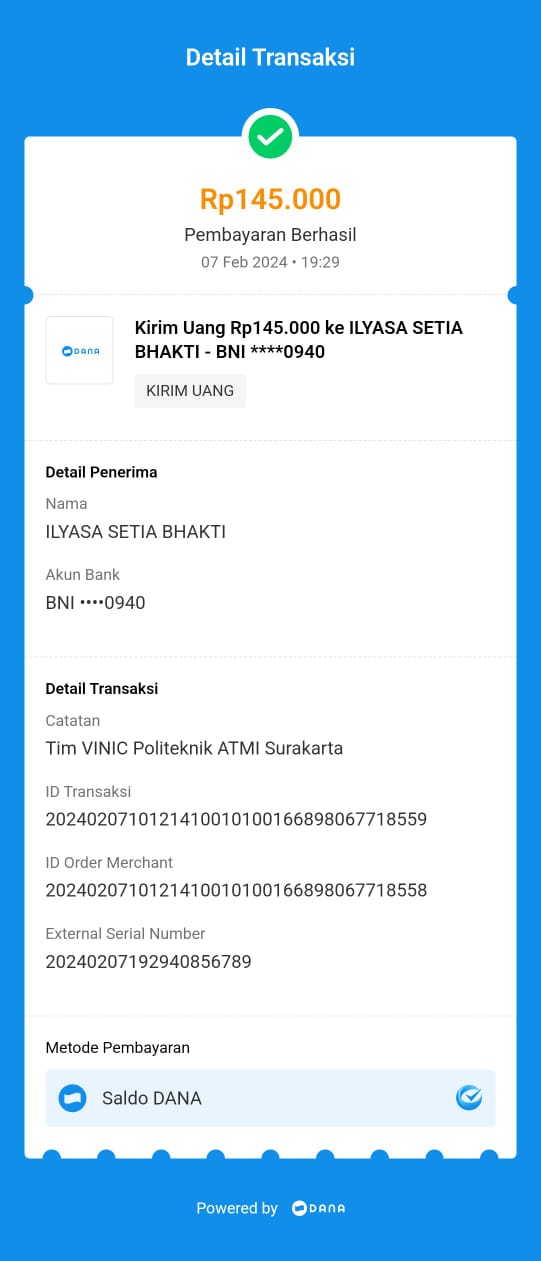 Detail Transaksi
Rp145.000
Pembayaran Berhasil
07 Feb 2024 • 19:29
DANA
Kirim Uang Rp145.000 ke ILYASA SETIA
BHAKTI - BNI ****0940
KIRIM UANG
Detail Penerima
Nama
ILYASA SETIA BHAKTI
Akun Bank
BNI ••••0940
Detail Transaksi
Catatan
Tim VINIC Politeknik ATMI Surakarta
ID Transaksi
2024020710121410010100166898067718559
ID Order Merchant
2024020710121410010100166898067718558
External Serial Number
20240207192940856789
Metode Pembayaran
Saldo DANA
Powered by DANA